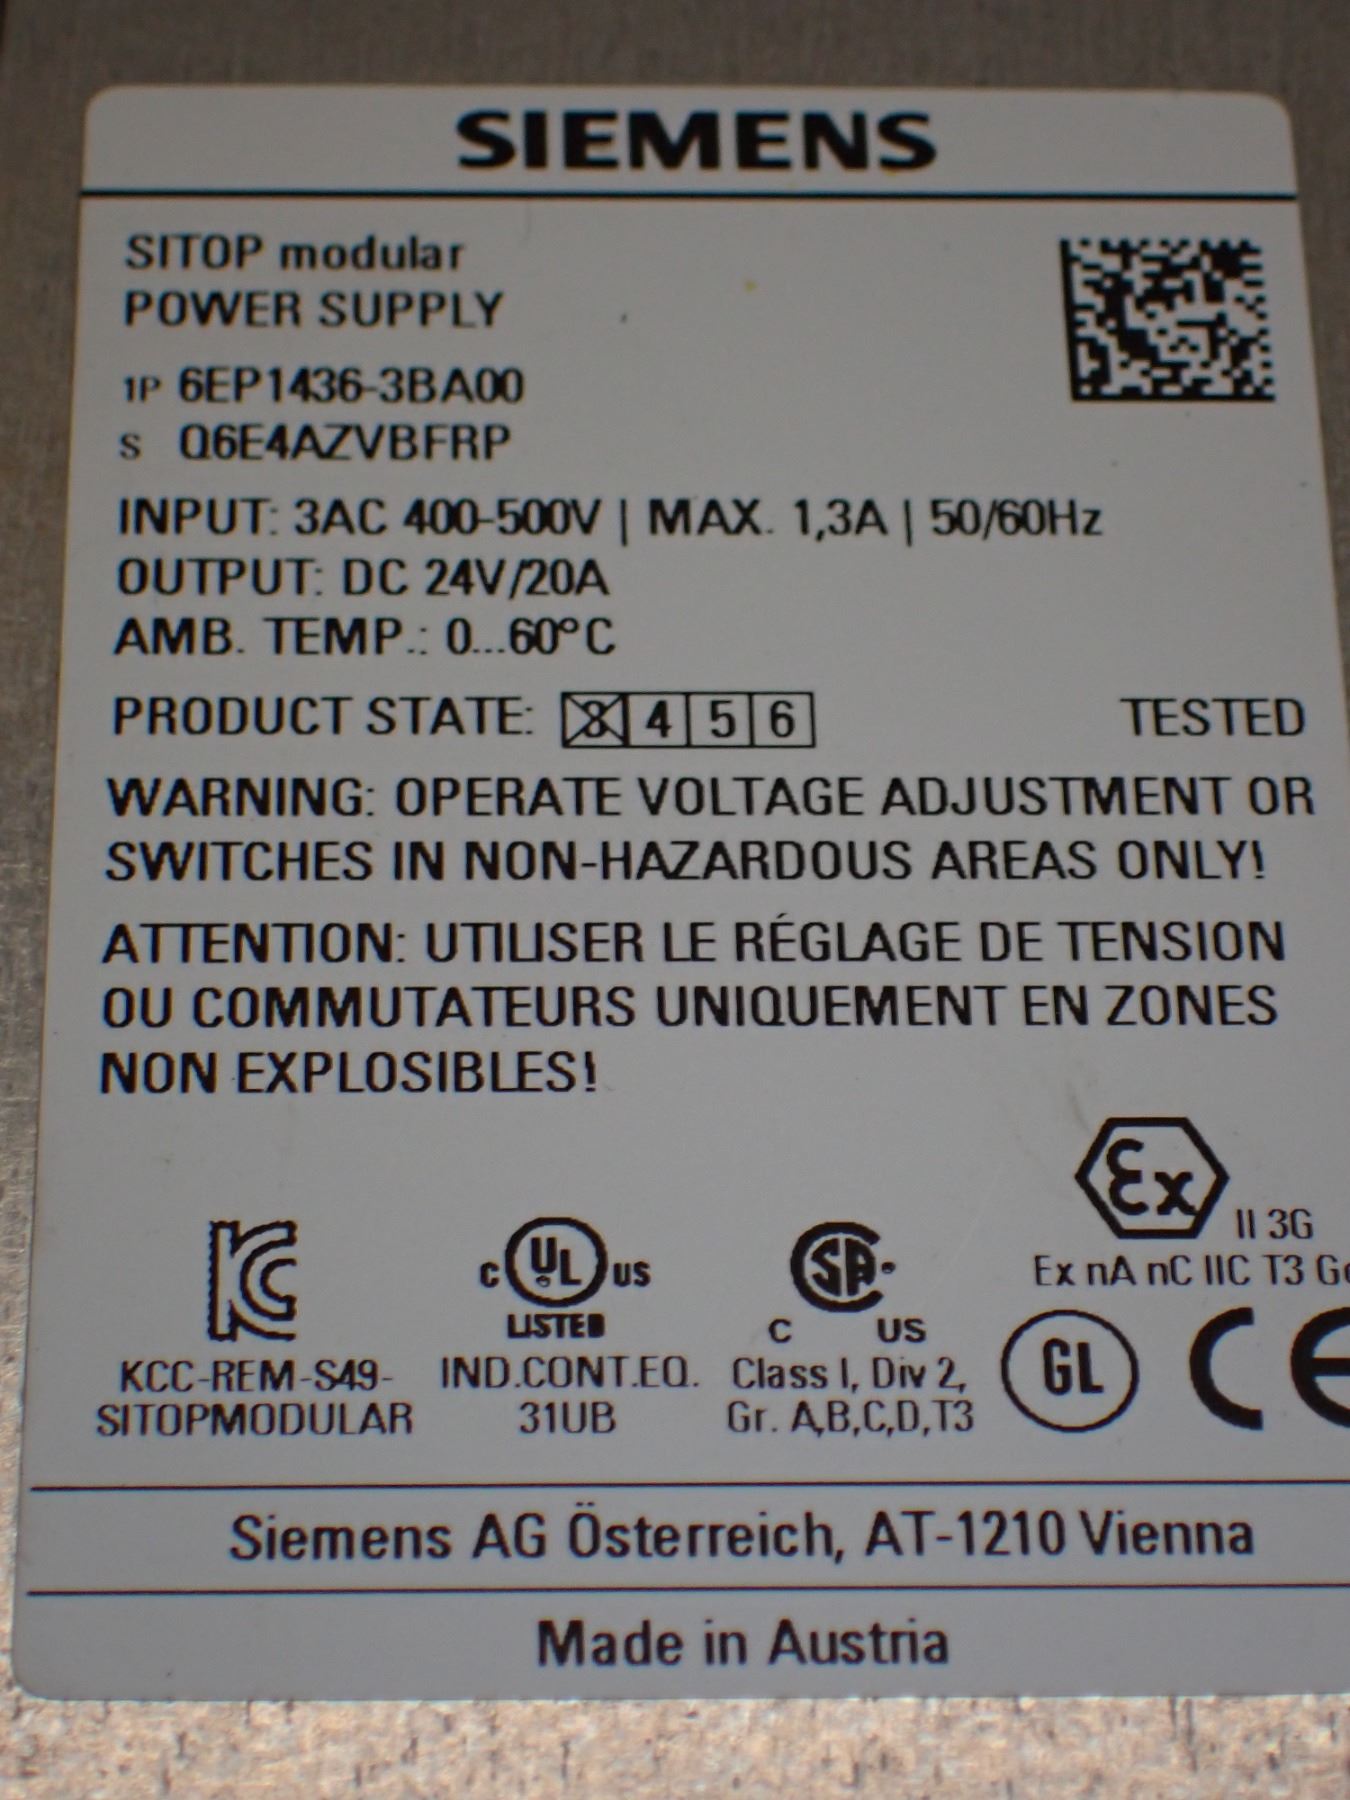 SIEMENS
SITOP modular
POWER SUPPLY
1P 6EP1436-3BA00
S Q6E4AZVBFRP
INPUT: 3AC 400-500V | MAX. 1,3A | 50/60Hz
OUTPUT: DC 24V/20A
AMB. TEMP.: 0...60°C
PRODUCT STATE: 3 4 5 6 TESTED
WARNING: OPERATE VOLTAGE ADJUSTMENT OR
SWITCHES IN NON-HAZARDOUS AREAS ONLY!
ATTENTION: UTILISER LE RÉGLAGE DE TENSION
OU COMMUTATEURS UNIQUEMENT EN ZONES
NON EXPLOSIBLES!
Ex II 3G
Ex nA nC IIC T3
KC
C UL US
LISTED
SA
C US
KCC-REM-S49-
SITOPMODULAR
IND.CONT.EQ.
31UB
Class I, Div 2,
Gr. A,B,C,D,T3
GL
CE
Siemens AG Österreich, AT-1210 Vienna
Made in Austria